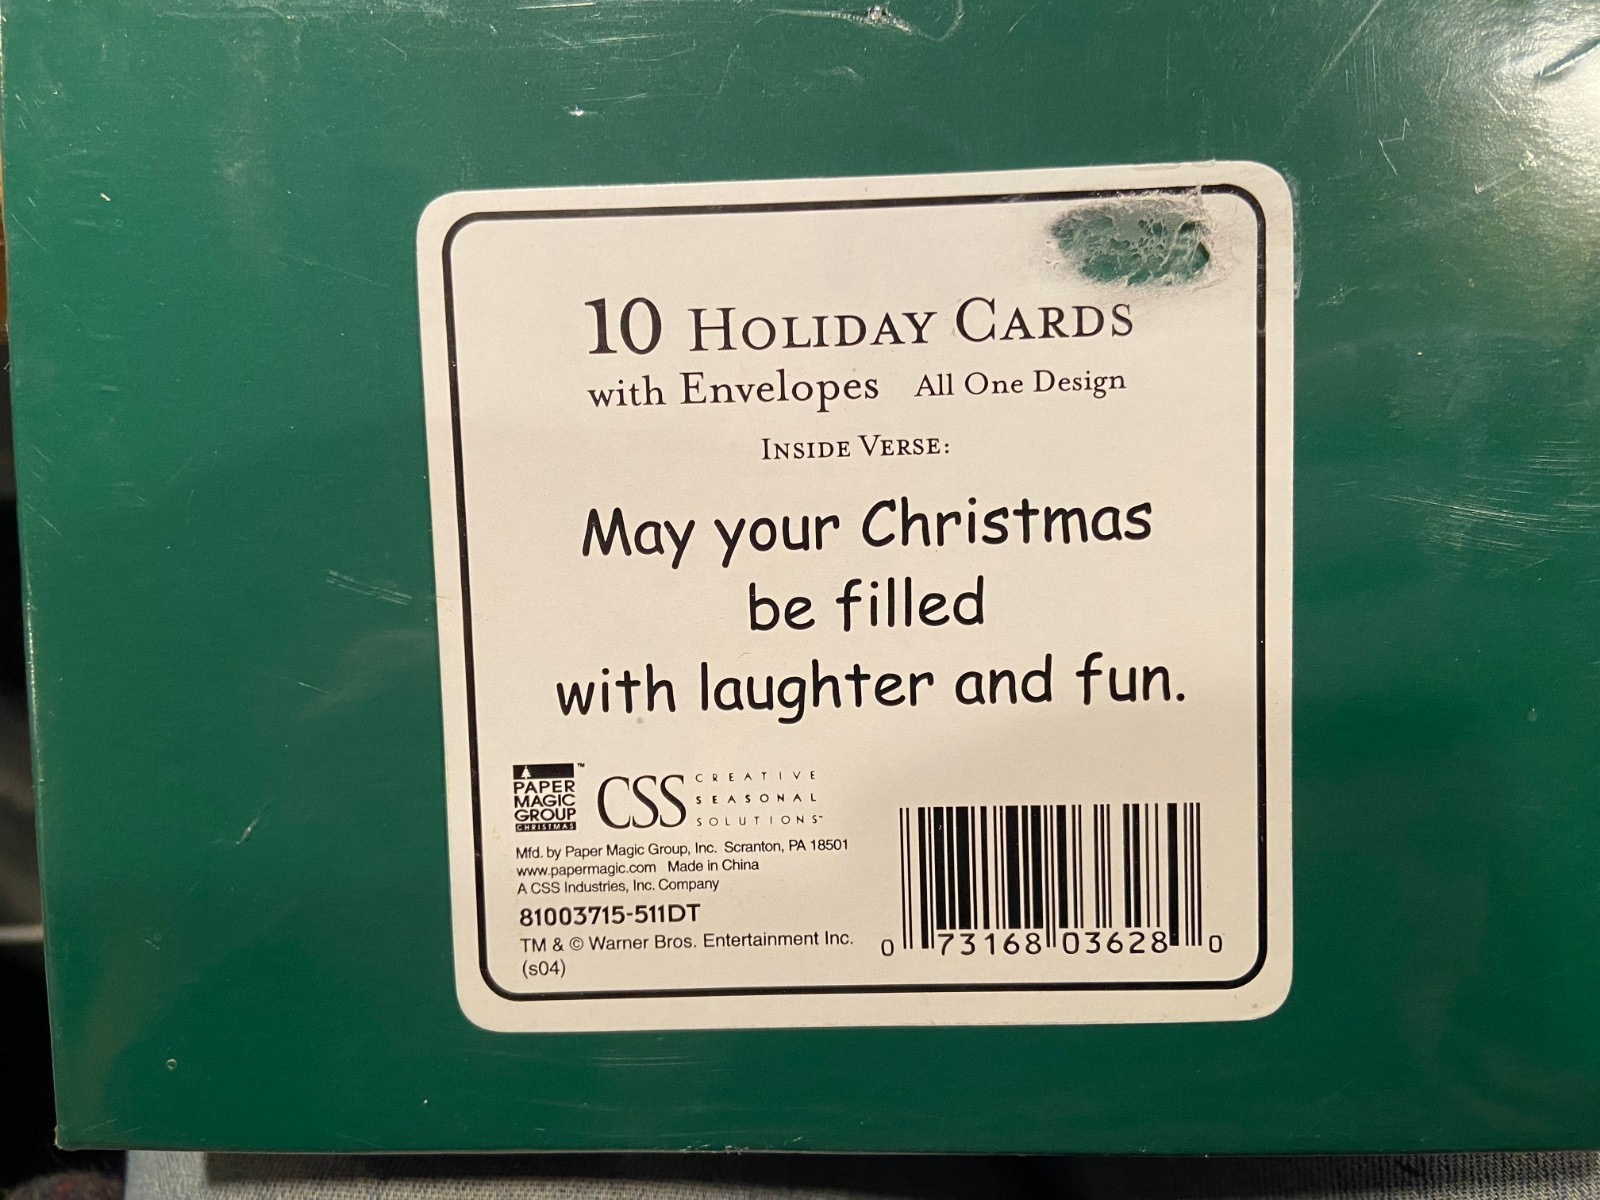 10 HOLIDAY CARDS
with Envelopes All One Design
INSIDE VERSE:
May your Christmas
be filled
with laughter and fun.
PAPER
MAGIC
GROUP
CHRISTMAS
™
CSS
CREATIVE
SEASONAL
SOLUTIONS℠
Mfd. by Paper Magic Group, Inc. Scranton, PA 18501
www.papermagic.com Made in China
A CSS Industries, Inc. Company
81003715-511DT
TM & © Warner Bros. Entertainment Inc.
(s04)
0 73168 03628 0